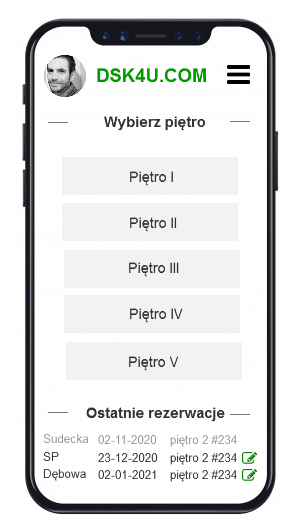 DSK4U.COM
Wybierz piętro
Piętro I
Piętro II
Piętro III
Piętro IV
Piętro V
Ostatnie rezerwacje
Sudecka 02-11-2020 piętro 2 #234
SP 23-12-2020 piętro 2 #234
Dębowa 02-01-2021 piętro 2 #234